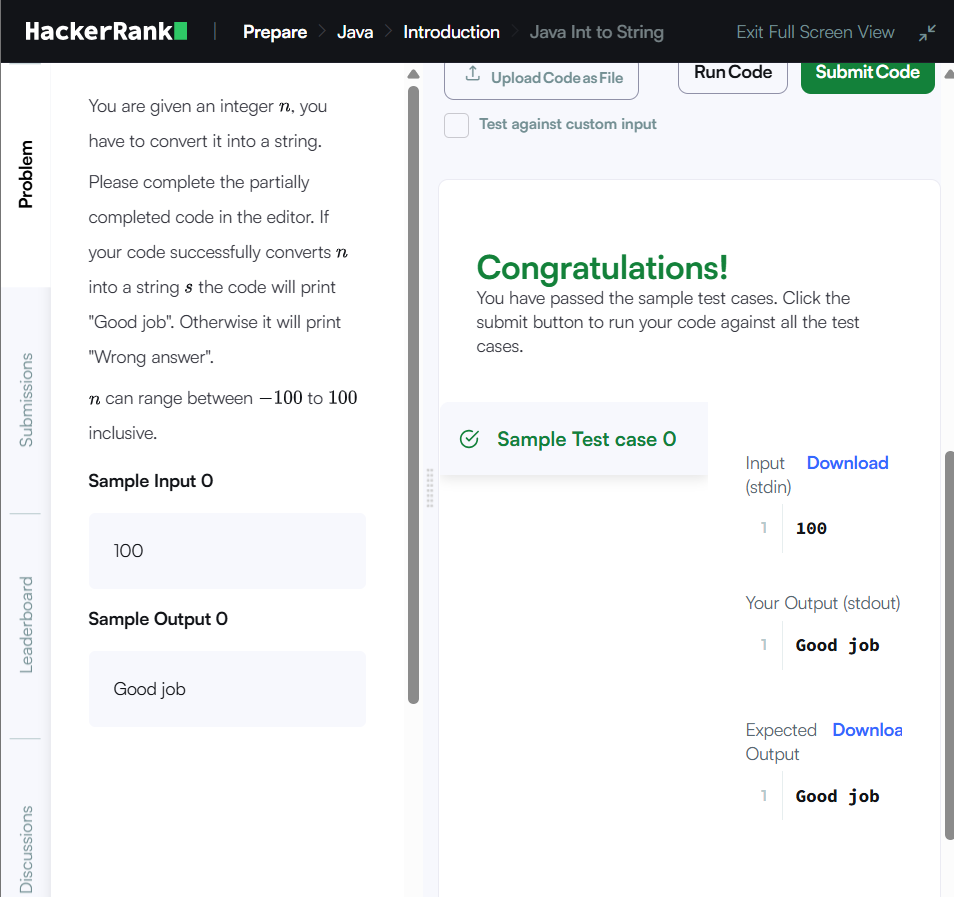 HackerRank
Prepare
Java
Introduction
Java Int to String
Exit Full Screen View
Problem
Submissions
Leaderboard
Discussions
You are given an integer n, you
have to convert it into a string.
Please complete the partially
completed code in the editor. If
your code successfully converts n
into a string s the code will print
"Good job". Otherwise it will print
"Wrong answer".
n can range between −100 to 100
inclusive.
Sample Input 0
100
Sample Output 0
Good job
Upload Code as File
Run Code
Submit Code
Test against custom input
Congratulations!
You have passed the sample test cases. Click the
submit button to run your code against all the test
cases.
Sample Test case 0
Input Download
(stdin)
1 100
Your Output (stdout)
1 Good job
Expected Downloa
Output
1 Good job